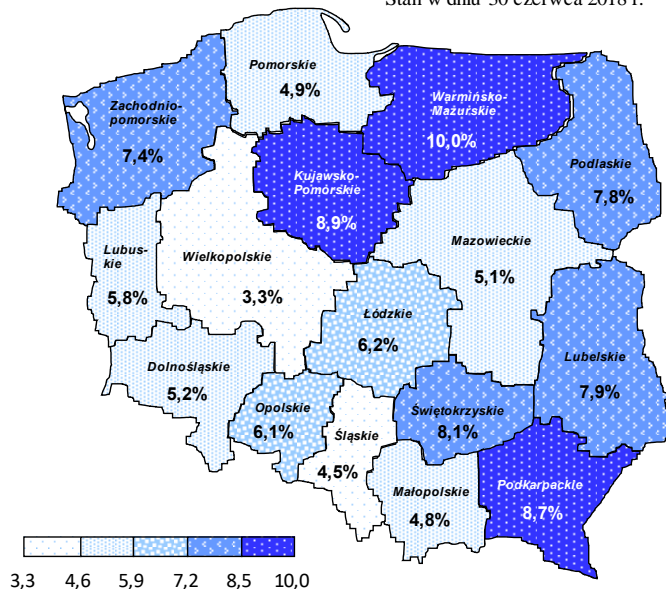 Stan w dniu 30 czerwca 2018 r.
Pomorskie
4,9%
Warmińsko-
Mazurskie
10,0%
Zachodnio-
pomorskie
7,4%
Podlaskie
7,8%
Kujawsko-
Pomorskie
8,9%
Lubus-
kie
5,8%
Wielkopolskie
3,3%
Mazowieckie
5,1%
Łódzkie
6,2%
Dolnośląskie
5,2%
Lubelskie
7,9%
Opolskie
6,1%
Śląskie
4,5%
Świętokrzyskie
8,1%
Małopolskie
4,8%
Podkarpackie
8,7%
3,3 4,6 5,9 7,2 8,5 10,0